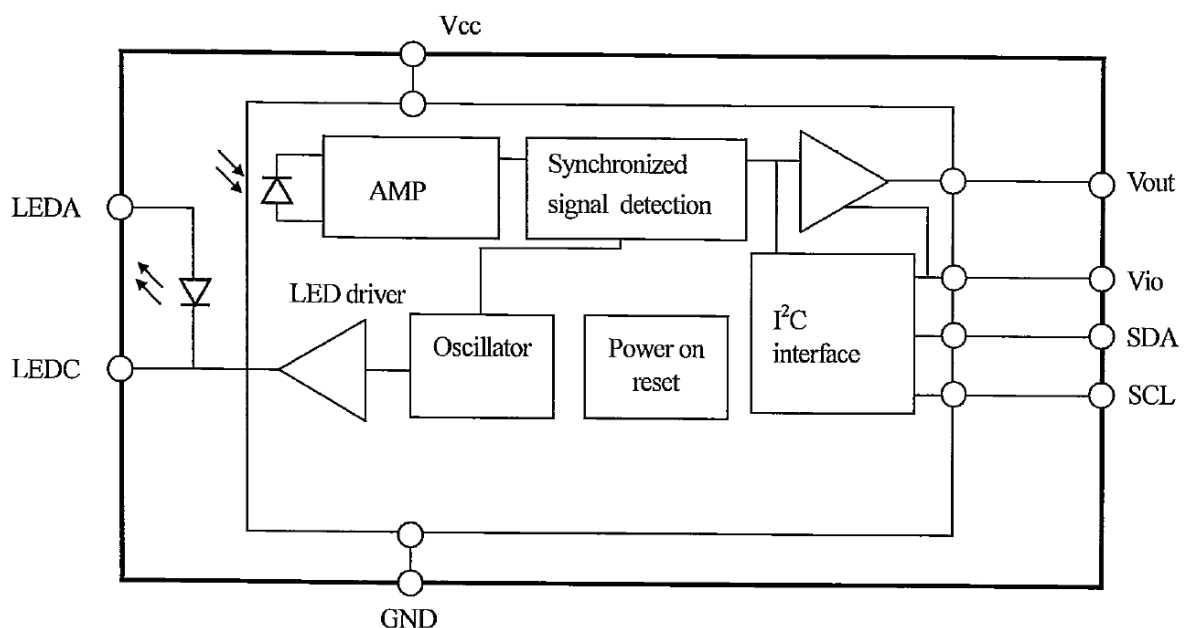 Vcc
AMP
Synchronized
signal detection
Vout
LEDA
LED driver
Vio
Oscillator
Power on
reset
I²C
interface
SDA
LEDC
SCL
GND